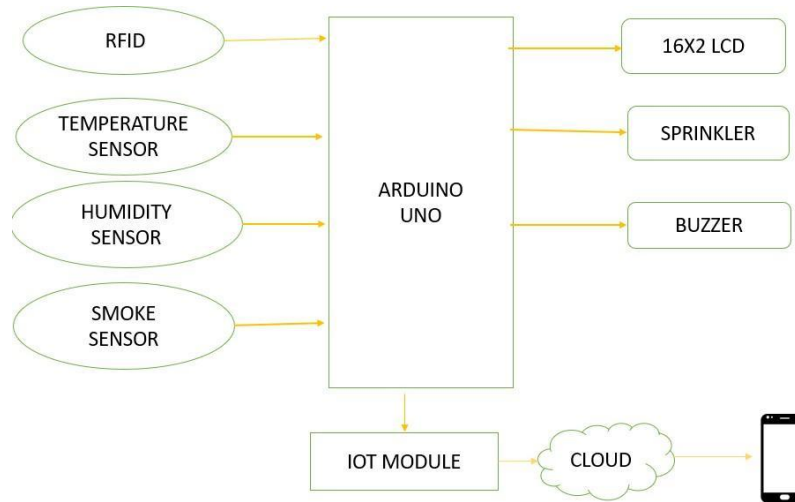 RFID
TEMPERATURE
SENSOR
HUMIDITY
SENSOR
SMOKE
SENSOR
ARDUINO
UNO
16X2 LCD
SPRINKLER
BUZZER
IOT MODULE
CLOUD